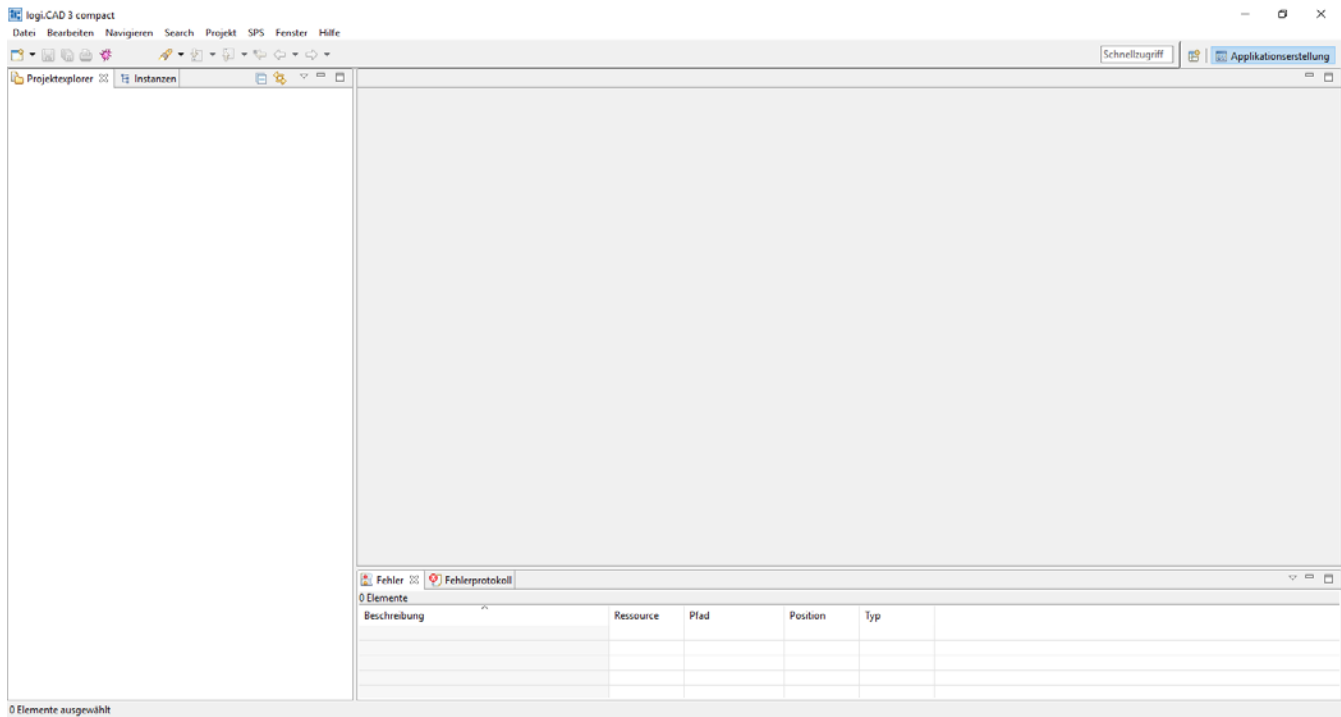 logi.CAD 3 compact
Datei Bearbeiten Navigieren Search Projekt SPS Fenster Hilfe
Schnellzugriff Applikationserstellung
Projektexplorer Instanzen
Fehler Fehlerprotokoll
0 Elemente
Beschreibung Ressource Pfad Position Typ
0 Elemente ausgewählt